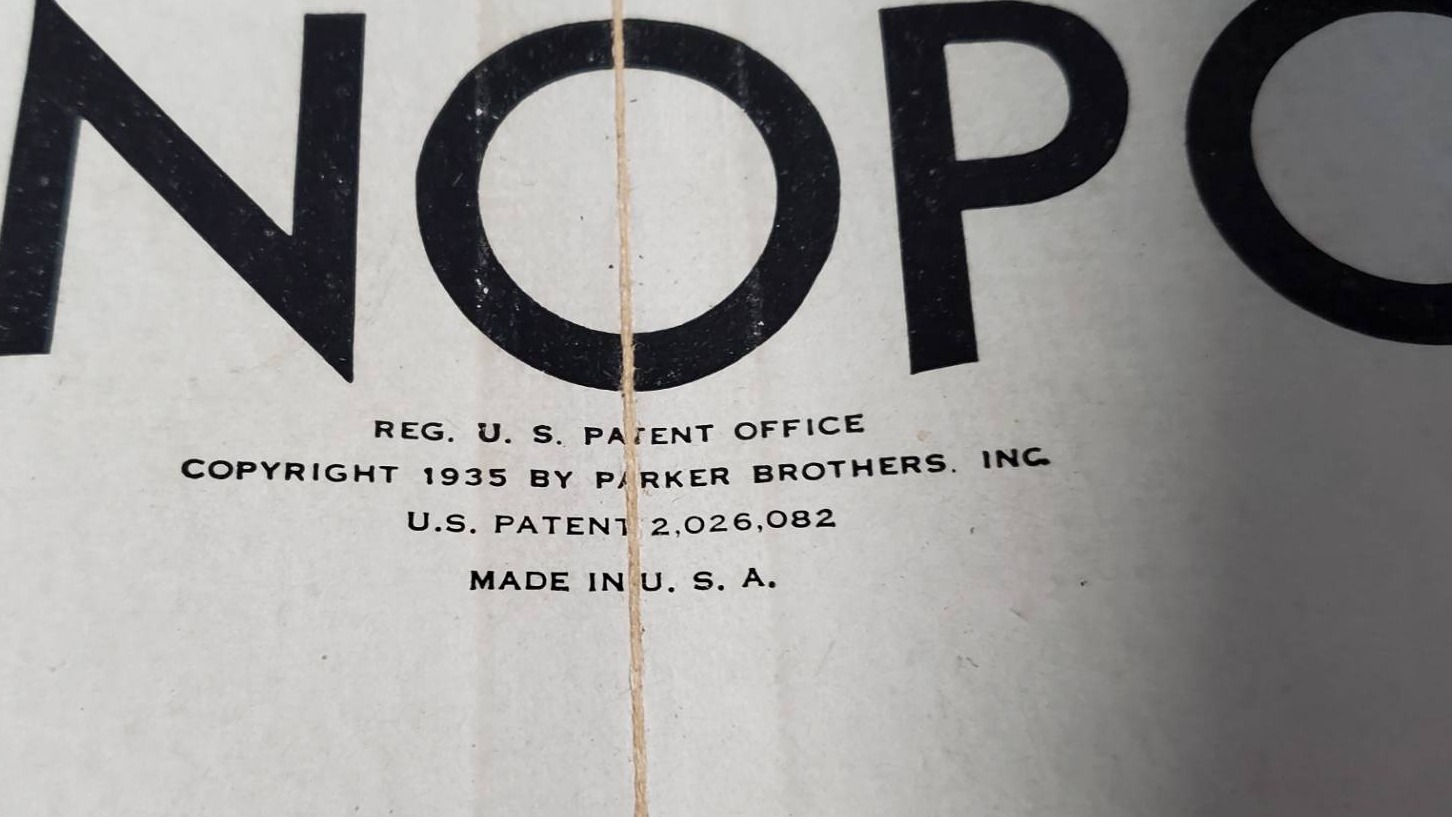 NOPO
REG. U. S. PATENT OFFICE
COPYRIGHT 1935 BY PARKER BROTHERS. INC.
U.S. PATENT 2,026,082
MADE IN U. S. A.